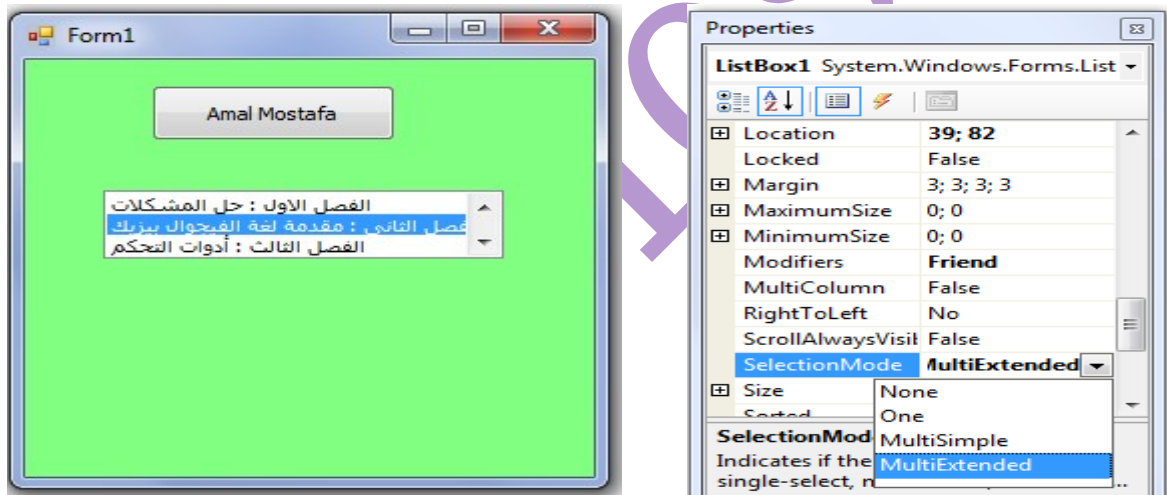 Form1
Amal Mostafa
الفصل الاول : حل المشكلات
فصل الثانى : مقدمة لغة الفيجوال بيزيك
الفصل الثالث : أدوات التحكم
Properties
ListBox1 System.Windows.Forms.List
Location 39; 82
Locked False
Margin 3; 3; 3; 3
MaximumSize 0; 0
MinimumSize 0; 0
Modifiers Friend
MultiColumn False
RightToLeft No
ScrollAlwaysVisil False
SelectionMode MultiExtended
Size
Sorted
None
One
MultiSimple
MultiExtended
SelectionMod
Indicates if the
single-select, ...